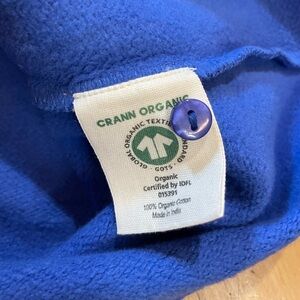 CRANN ORGANIC
GLOBAL ORGANIC TEXTILE STANDARD · GOTS ·
Organic
Certified by IDFL
015391
100% Organic Cotton
Made in India